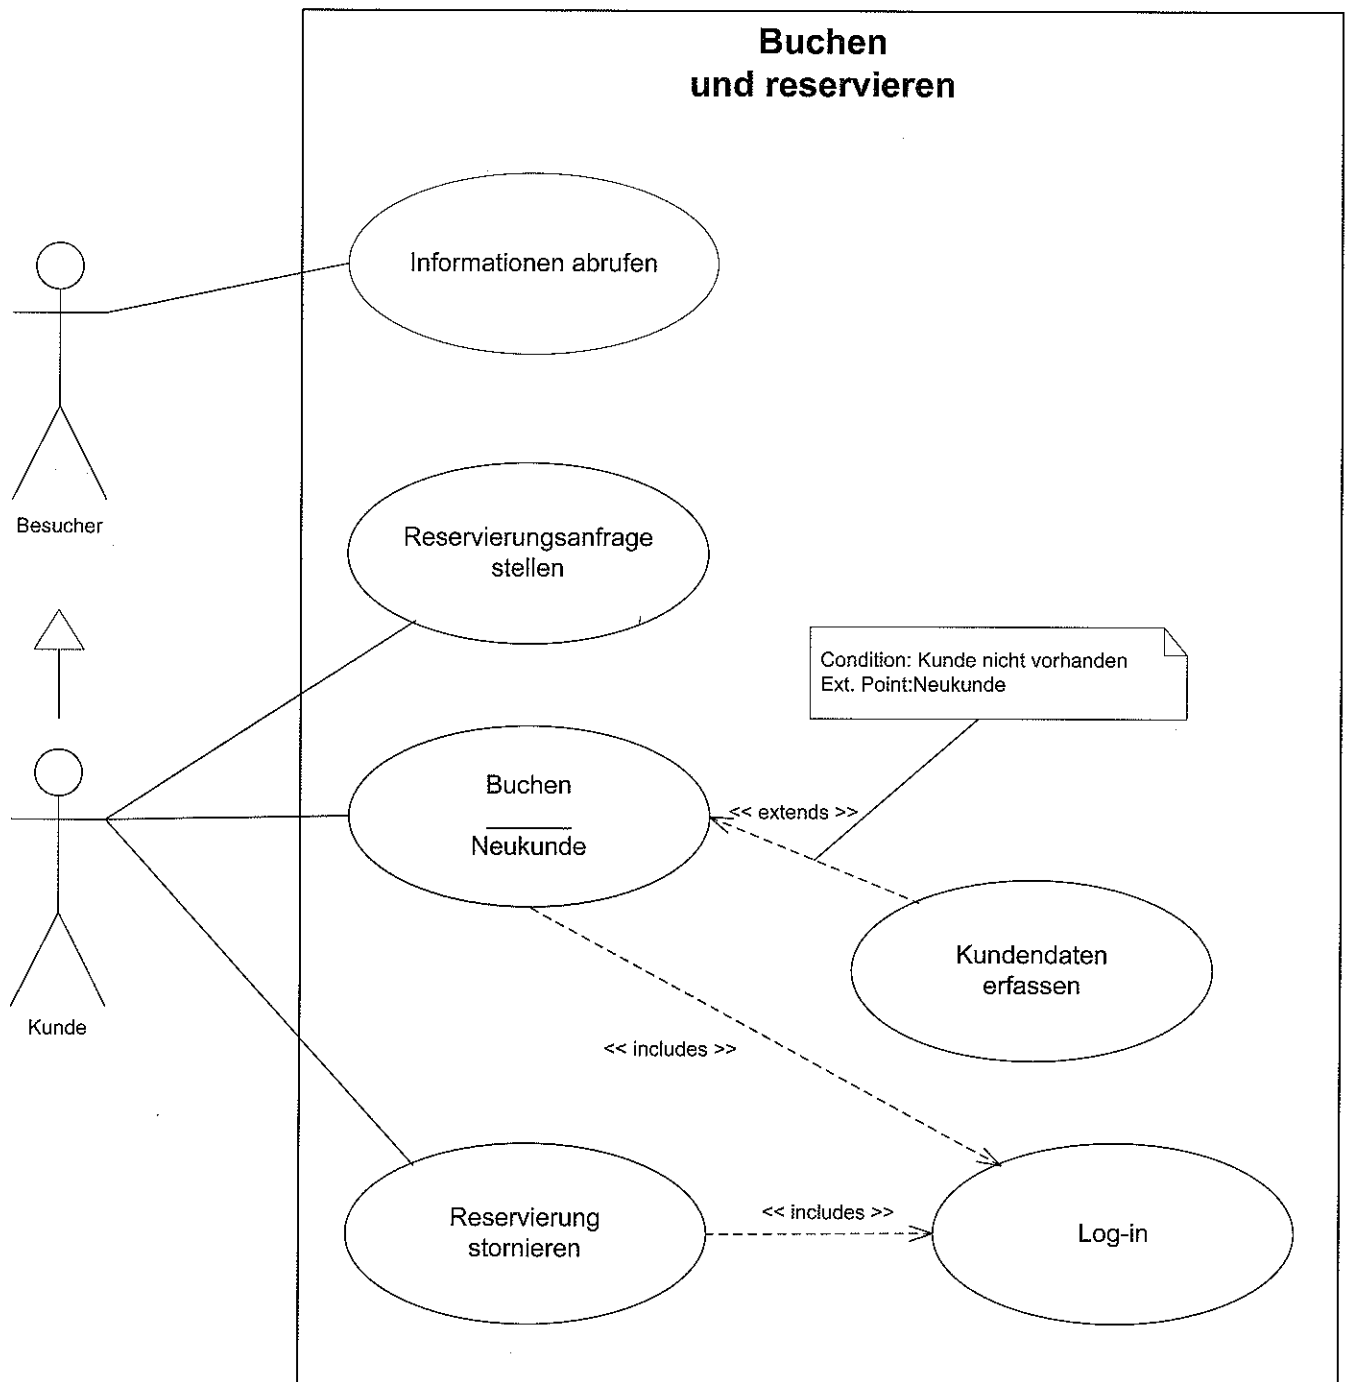 Buchen
und reservieren
Informationen abrufen
Besucher
Reservierungsanfrage
stellen
Condition: Kunde nicht vorhanden
Ext. Point:Neukunde
Buchen
Neukunde
<< extends >>
Kundendaten
erfassen
Kunde
<< includes >>
Reservierung
stornieren
<< includes >>
Log-in